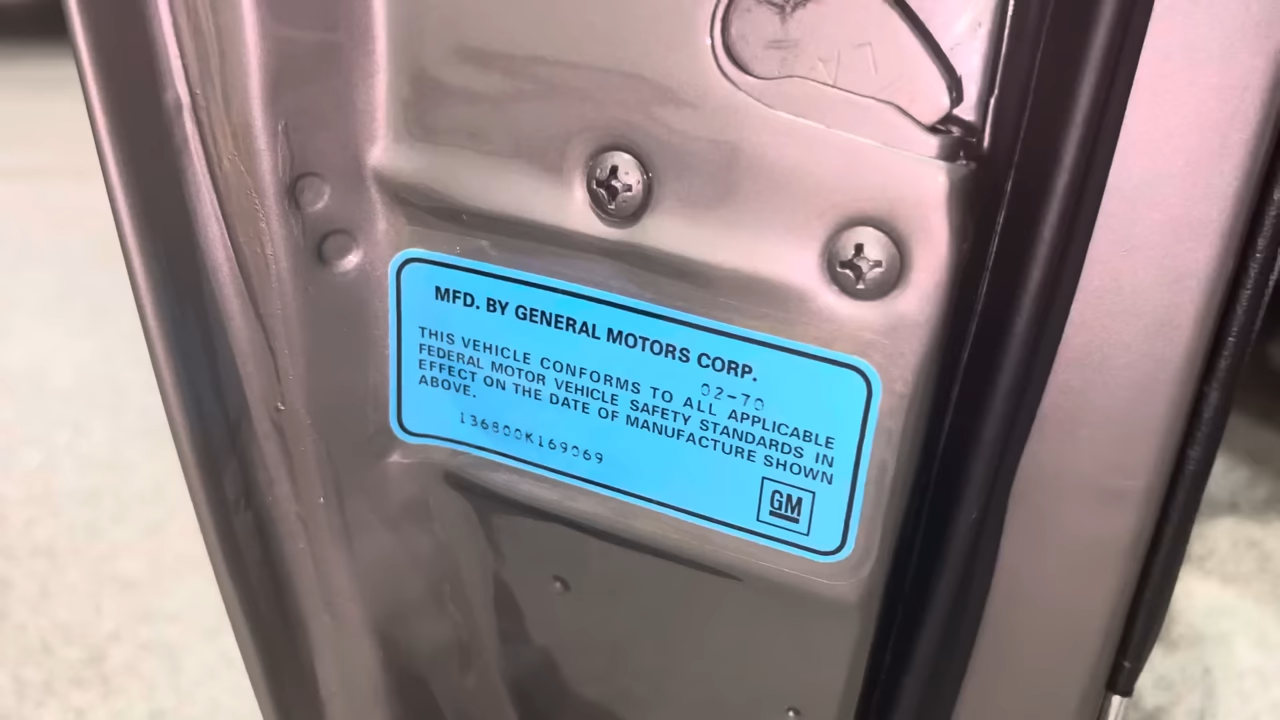 MFD. BY GENERAL MOTORS CORP.
02-70
THIS VEHICLE CONFORMS TO ALL APPLICABLE
FEDERAL MOTOR VEHICLE SAFETY STANDARDS IN
EFFECT ON THE DATE OF MANUFACTURE SHOWN
ABOVE.
136800K169069
GM